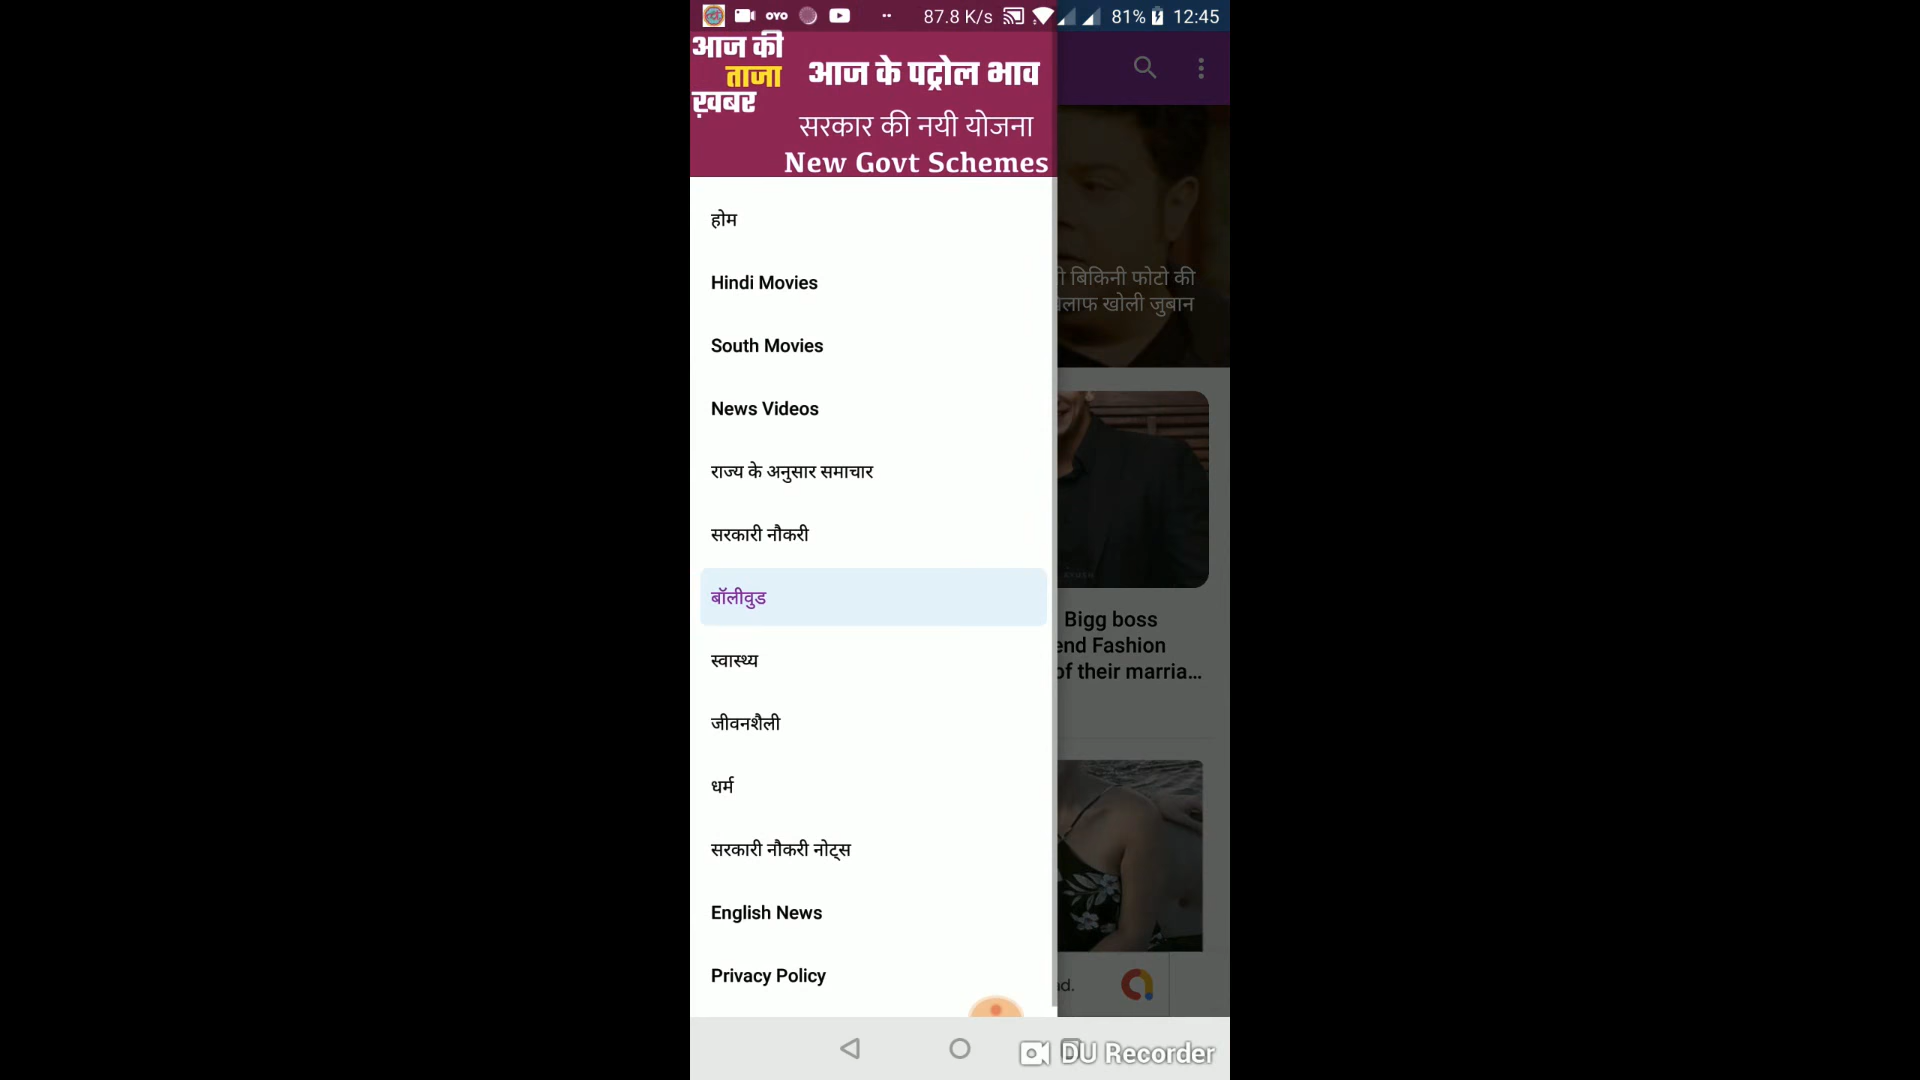 oyo
87.8 K/s
81%
12:45
आज की
ताजा
ख़बर
आज के पट्रोल भाव
सरकार की नयी योजना
New Govt Schemes
होम
Hindi Movies
South Movies
News Videos
राज्य के अनुसार समाचार
सरकारी नौकरी
बॉलीवुड
स्वास्थ्य
जीवनशैली
धर्म
सरकारी नौकरी नोट्स
English News
Privacy Policy
बिकिनी फोटो की
खोली जुबान
Bigg boss
Fashion
of their marria...
DU Recorder